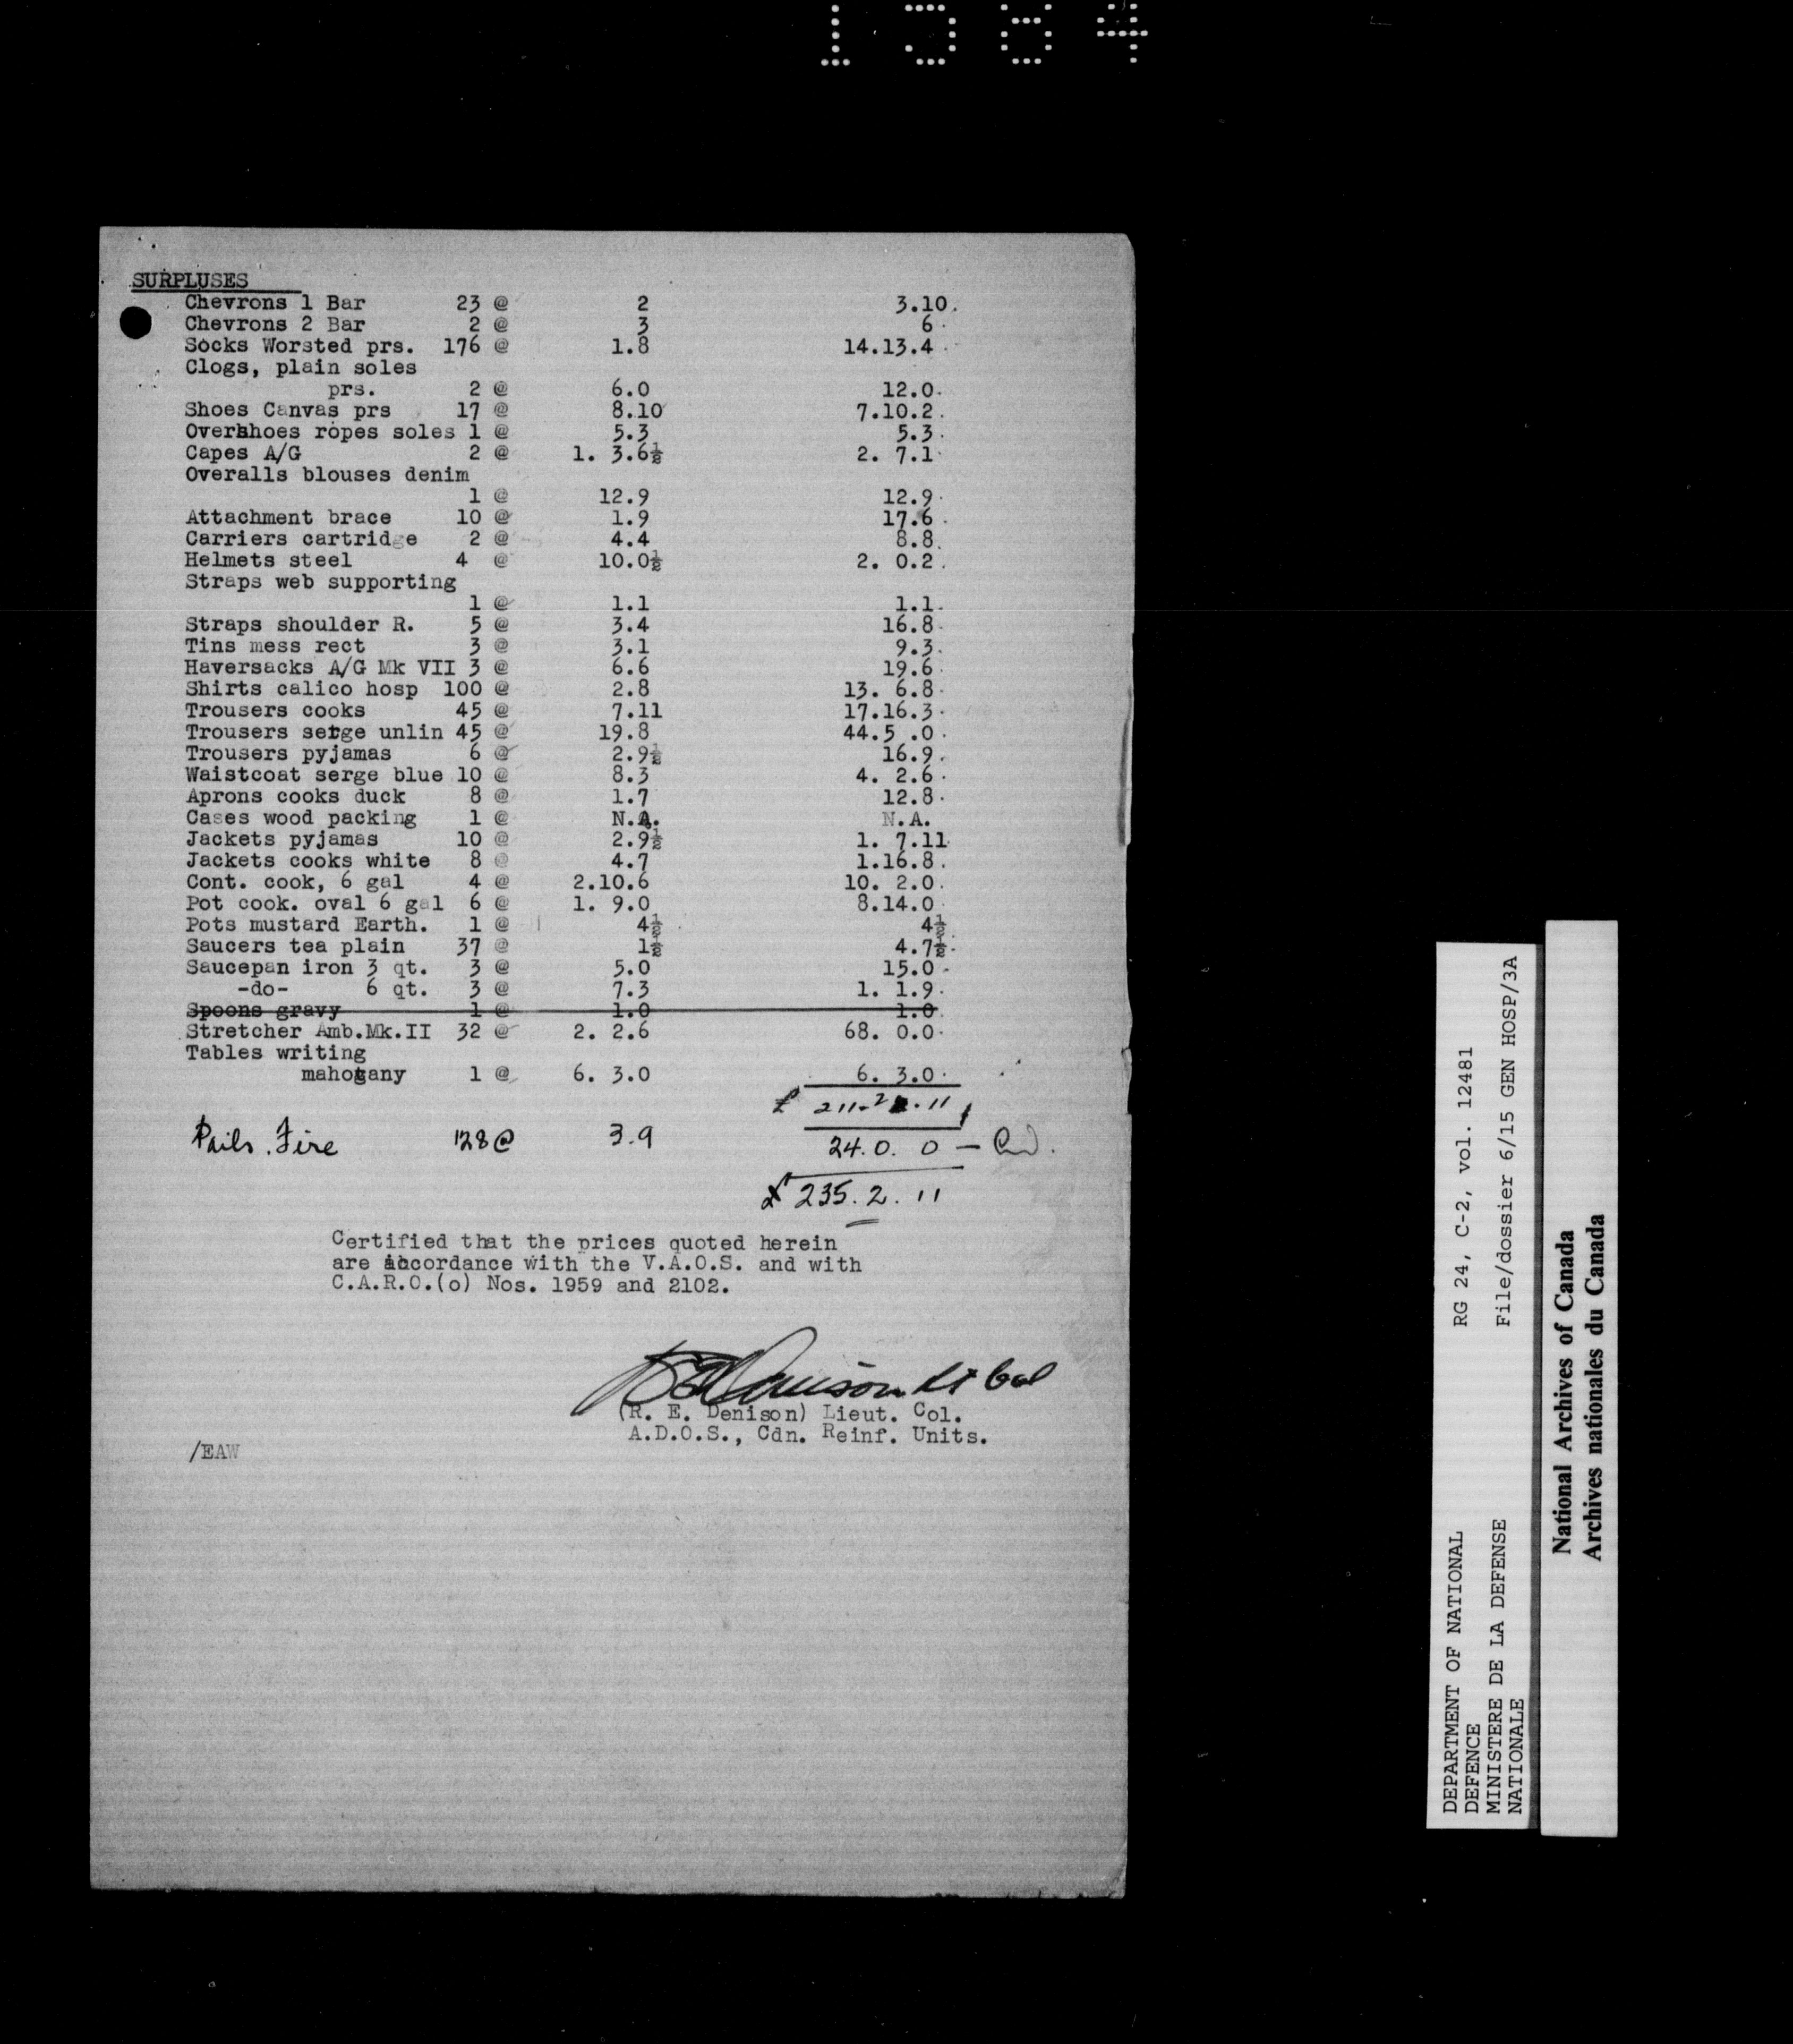 1584
SURPLUSES
Chevrons 1 Bar 23 @ 2 3.10.
Chevrons 2 Bar 2 @ 3 6.
Socks Worsted prs. 176 @ 1.8 14.13.4
Clogs, plain soles
prs. 2 @ 6.0 12.0.
Shoes Canvas prs 17 @ 8.10 7.10.2.
Overshoes ropes soles 1 @ 5.3 5.3.
Capes A/G 2 @ 1. 3.6½ 2. 7.1.
Overalls blouses denim
1 @ 12.9 12.9.
Attachment brace 10 @ 1.9 17.6.
Carriers cartridge 2 @ 4.4 8.8.
Helmets steel 4 @ 10.0½ 2. 0.2.
Straps web supporting
1 @ 1.1 1.1.
Straps shoulder R. 5 @ 3.4 16.8.
Tins mess rect 3 @ 3.1 9.3.
Haversacks A/G Mk VII 3 @ 6.6 19.6.
Shirts calico hosp 100 @ 2.8 13. 6.8.
Trousers cooks 45 @ 7.11 17.16.3.
Trousers serge unlin 45 @ 19.8 44.5 .0.
Trousers pyjamas 6 @ 2.9½ 16.9.
Waistcoat serge blue 10 @ 8.3 4. 2.6.
Aprons cooks duck 8 @ 1.7 12.8.
Cases wood packing 1 @ N.A. N.A.
Jackets pyjamas 10 @ 2.9½ 1. 7.11.
Jackets cooks white 8 @ 4.7 1.16.8.
Cont. cook, 6 gal 4 @ 2.10.6 10. 2.0.
Pot cook. oval 6 gal 6 @ 1. 9.0 8.14.0.
Pots mustard Earth. 1 @ 4½ 4½
Saucers tea plain 37 @ 1½ 4.7½.
Saucepan iron 3 qt. 3 @ 5.0 15.0.
-do- 6 qt. 3 @ 7.3 1. 1.9.
Spoons gravy 1 @ 1.0 1.0
Stretcher Amb.Mk.II 32 @ 2. 2.6 68. 0.0.
Tables writing
mahogany 1 @ 6. 3.0 6. 3.0.
£ 211.2.11
Pails. Fire 128 @ 3.9 24. 0. 0 —
£ 235. 2. 11
Certified that the prices quoted herein
are accordance with the V.A.O.S. and with
C.A.R.O.(o) Nos. 1959 and 2102.
R E Denison Lt Col
(R. E. Denison) Lieut. Col.
A.D.O.S., Cdn. Reinf. Units.
/EAW
DEPARTMENT OF NATIONAL
DEFENCE
MINISTERE DE LA DEFENSE
NATIONALE
RG 24, C-2, vol. 12481
File/dossier 6/15 GEN HOSP/3A
National Archives of Canada
Archives nationales du Canada